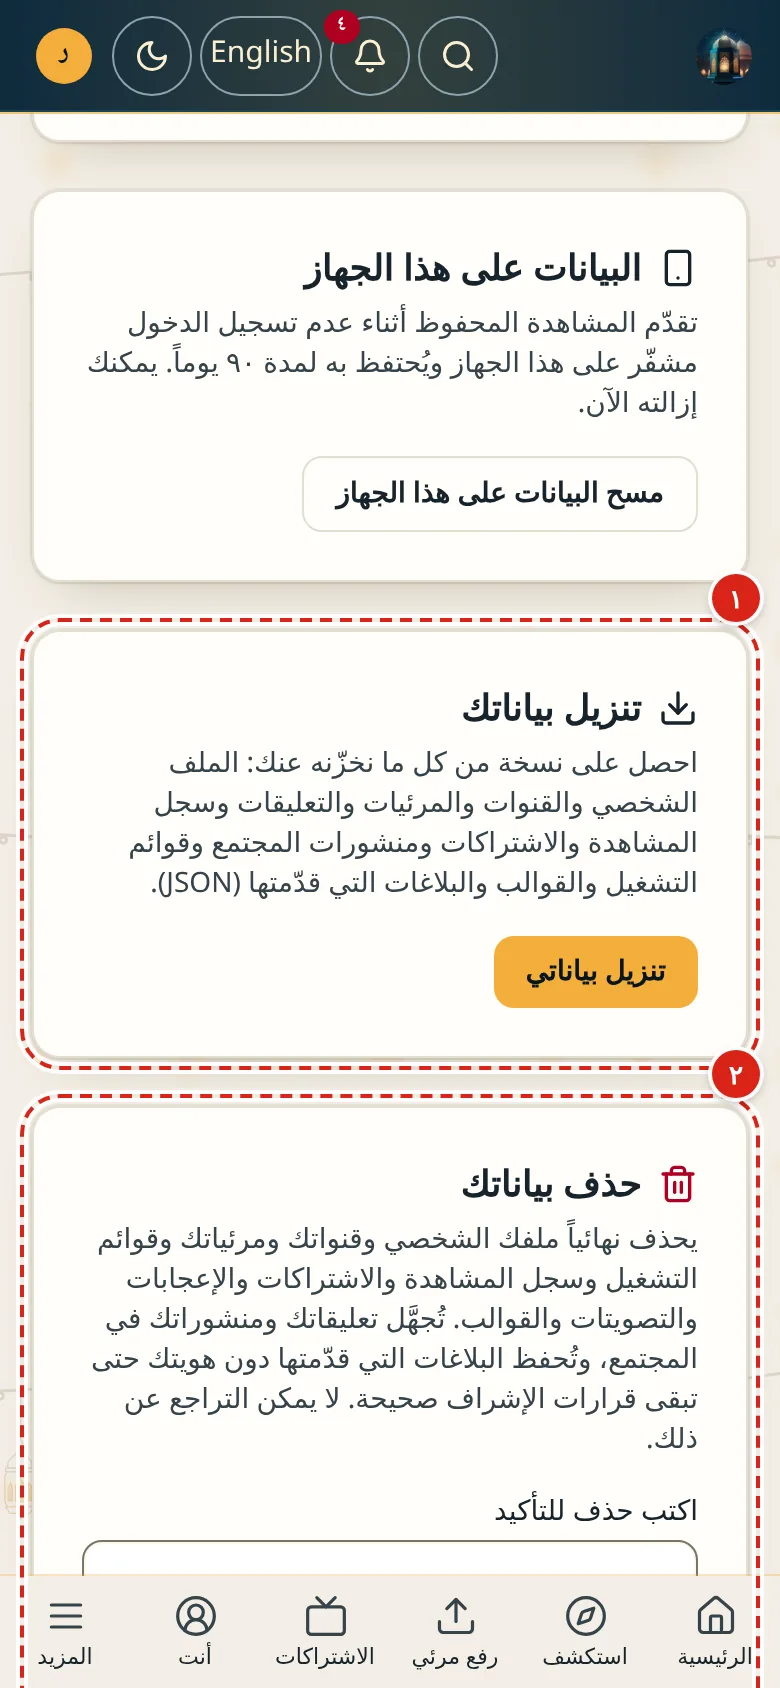 ٤
English
ر
البيانات على هذا الجهاز
تقدّم المشاهدة المحفوظ أثناء عدم تسجيل الدخول
مشفّر على هذا الجهاز ويُحتفظ به لمدة ٩٠ يوماً. يمكنك
إزالته الآن.
مسح البيانات على هذا الجهاز
١
تنزيل بياناتك
احصل على نسخة من كل ما نخزّنه عنك: الملف
الشخصي والقنوات والمرئيات والتعليقات وسجل
المشاهدة والاشتراكات ومنشورات المجتمع وقوائم
التشغيل والقوالب والبلاغات التي قدّمتها (JSON).
تنزيل بياناتي
٢
حذف بياناتك
يحذف نهائياً ملفك الشخصي وقنواتك ومرئياتك وقوائم
التشغيل وسجل المشاهدة والاشتراكات والإعجابات
والتصويتات والقوالب. تُجهَّل تعليقاتك ومنشوراتك في
المجتمع، وتُحفظ البلاغات التي قدّمتها دون هويتك حتى
تبقى قرارات الإشراف صحيحة. لا يمكن التراجع عن
ذلك.
اكتب حذف للتأكيد
الرئيسية
استكشف
رفع مرئي
الاشتراكات
أنت
المزيد